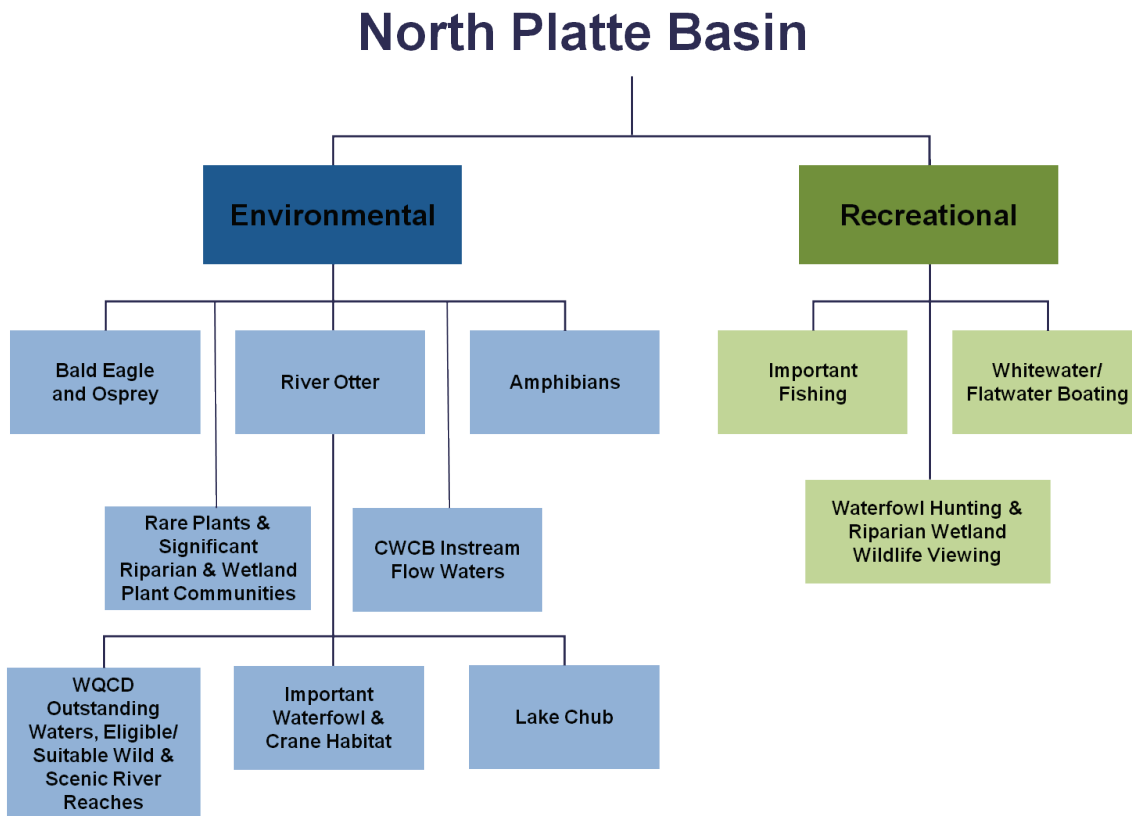 North Platte Basin
Environmental
Recreational
Bald Eagle
and Osprey
River Otter
Amphibians
Important
Fishing
Whitewater/
Flatwater Boating
Rare Plants &
Significant
Riparian & Wetland
Plant Communities
CWCB Instream
Flow Waters
Waterfowl Hunting &
Riparian Wetland
Wildlife Viewing
WQCD
Outstanding
Waters, Eligible/
Suitable Wild &
Scenic River
Reaches
Important
Waterfowl &
Crane Habitat
Lake Chub